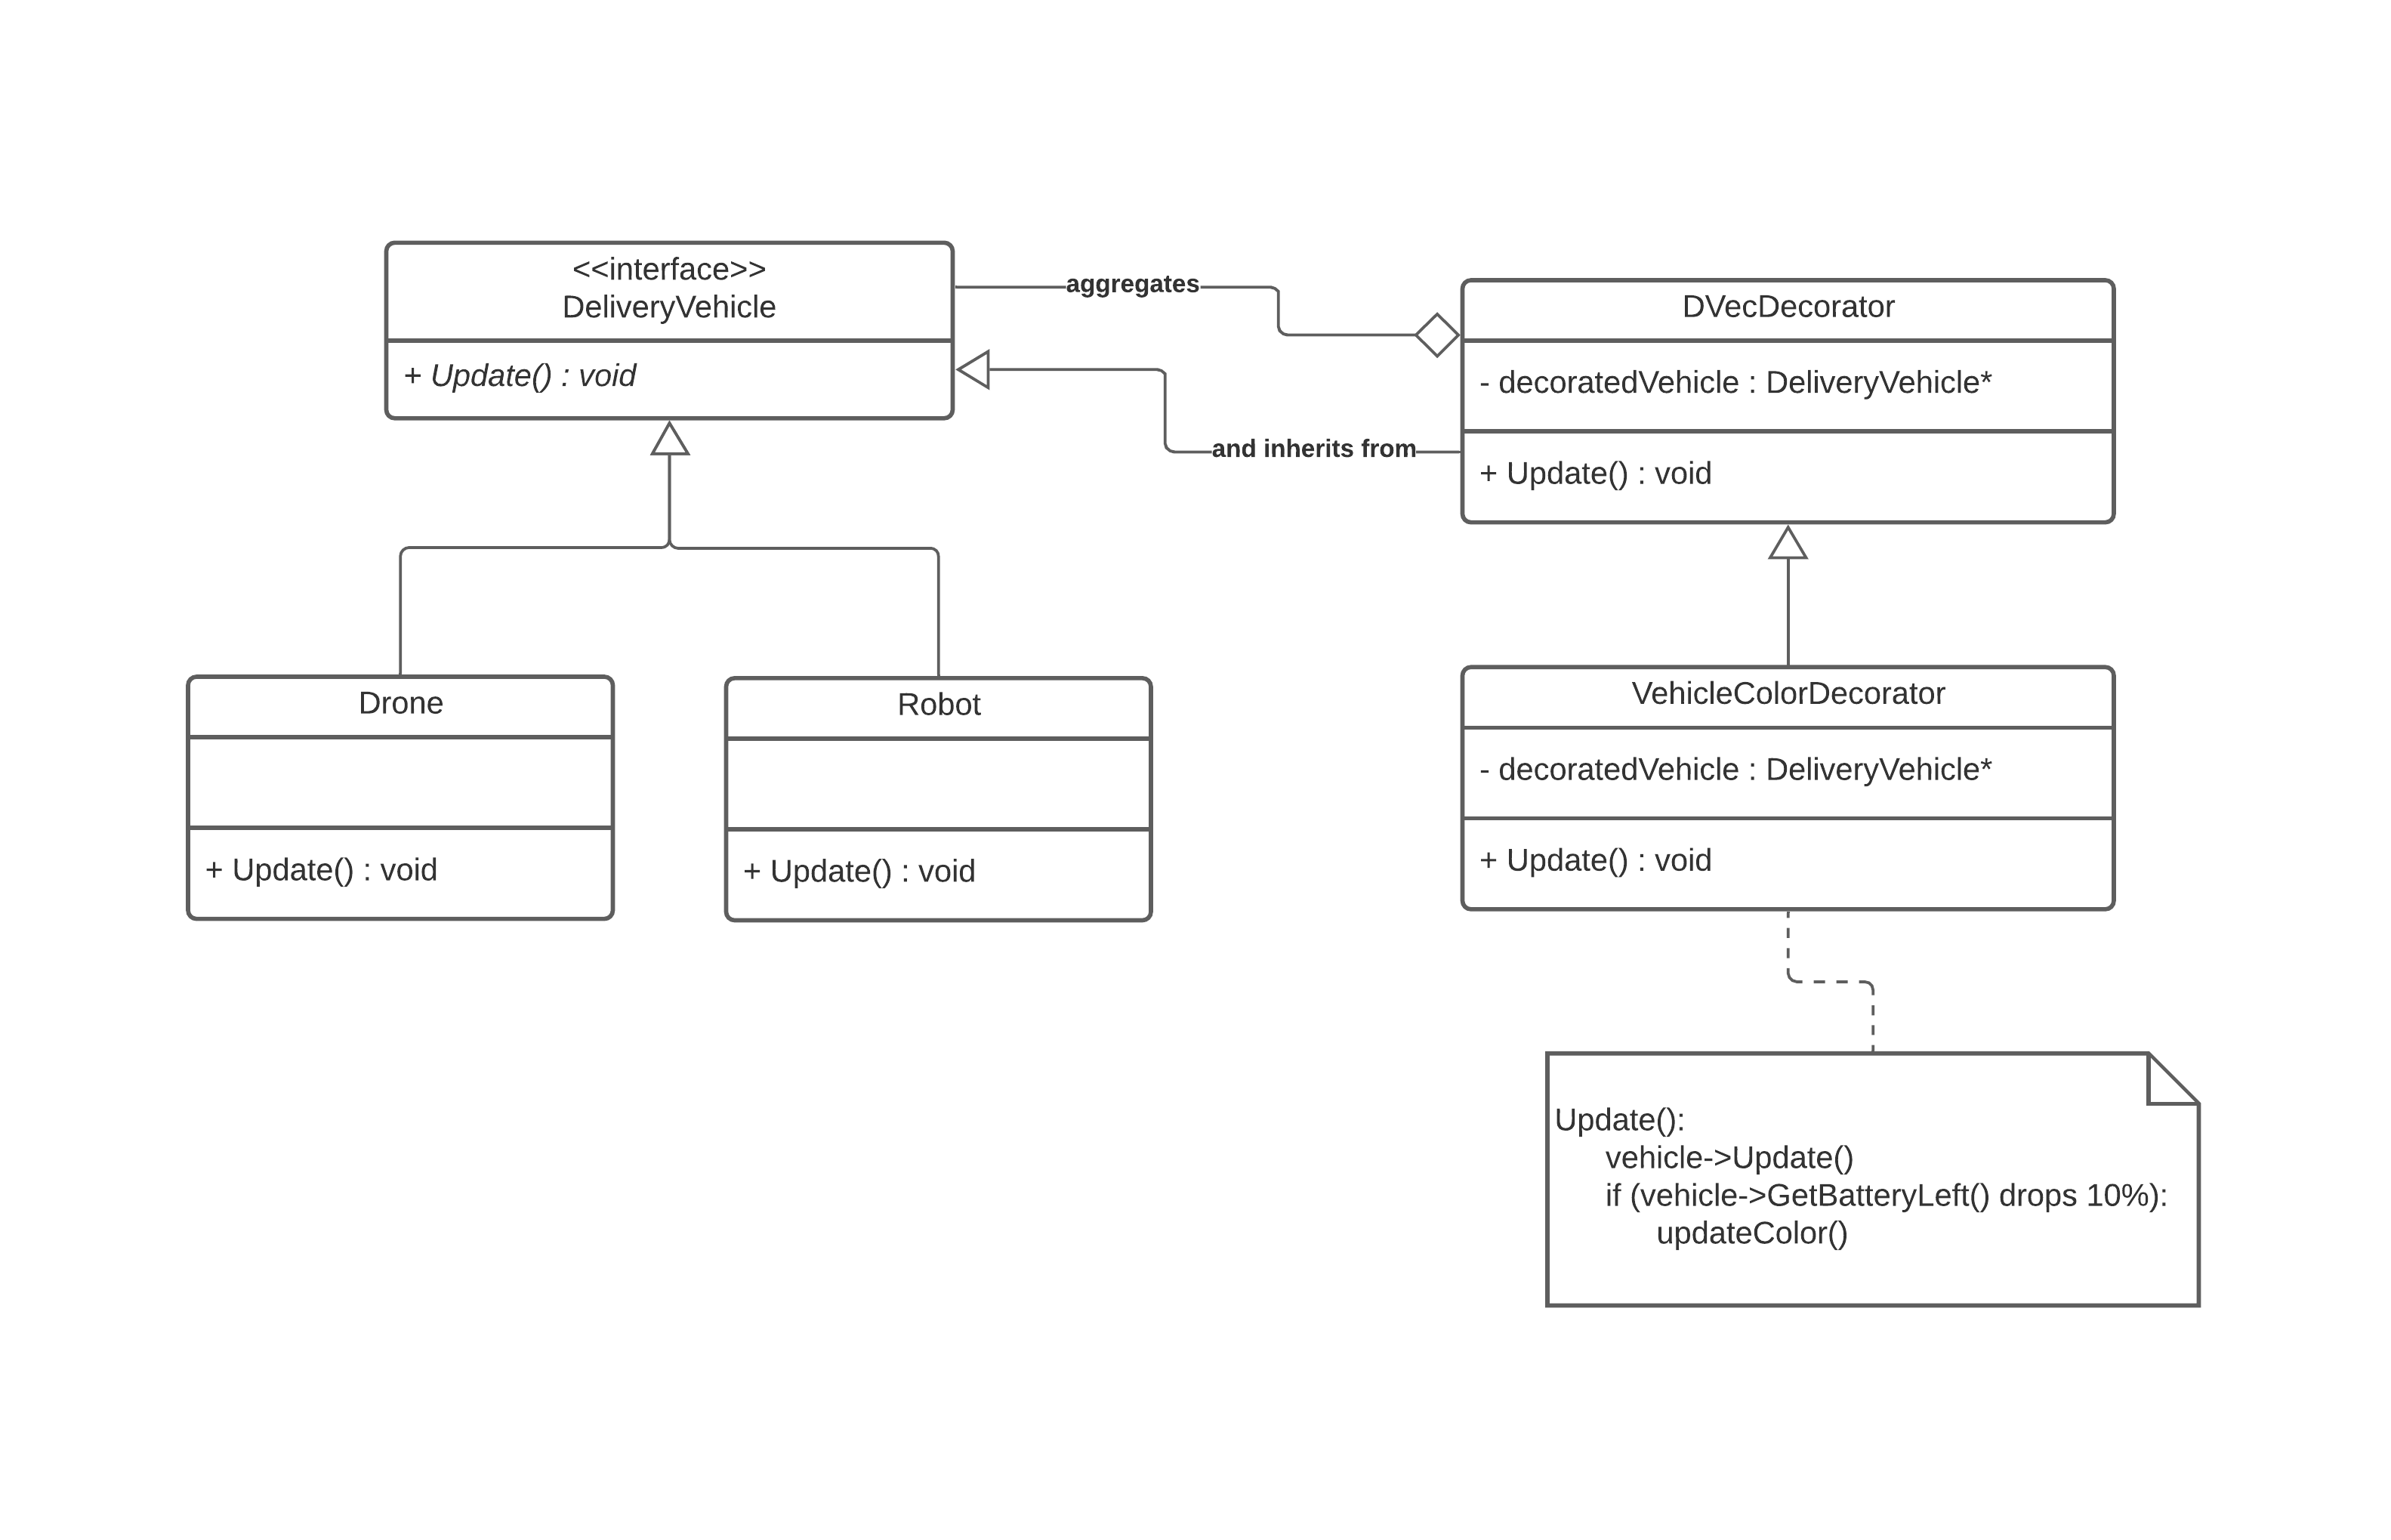 <<interface>>
DeliveryVehicle
+ Update() : void
aggregates
and inherits from
DVecDecorator
- decoratedVehicle : DeliveryVehicle*
+ Update() : void
Drone
+ Update() : void
Robot
+ Update() : void
VehicleColorDecorator
- decoratedVehicle : DeliveryVehicle*
+ Update() : void
Update():
vehicle->Update()
if (vehicle->GetBatteryLeft() drops 10%):
updateColor()